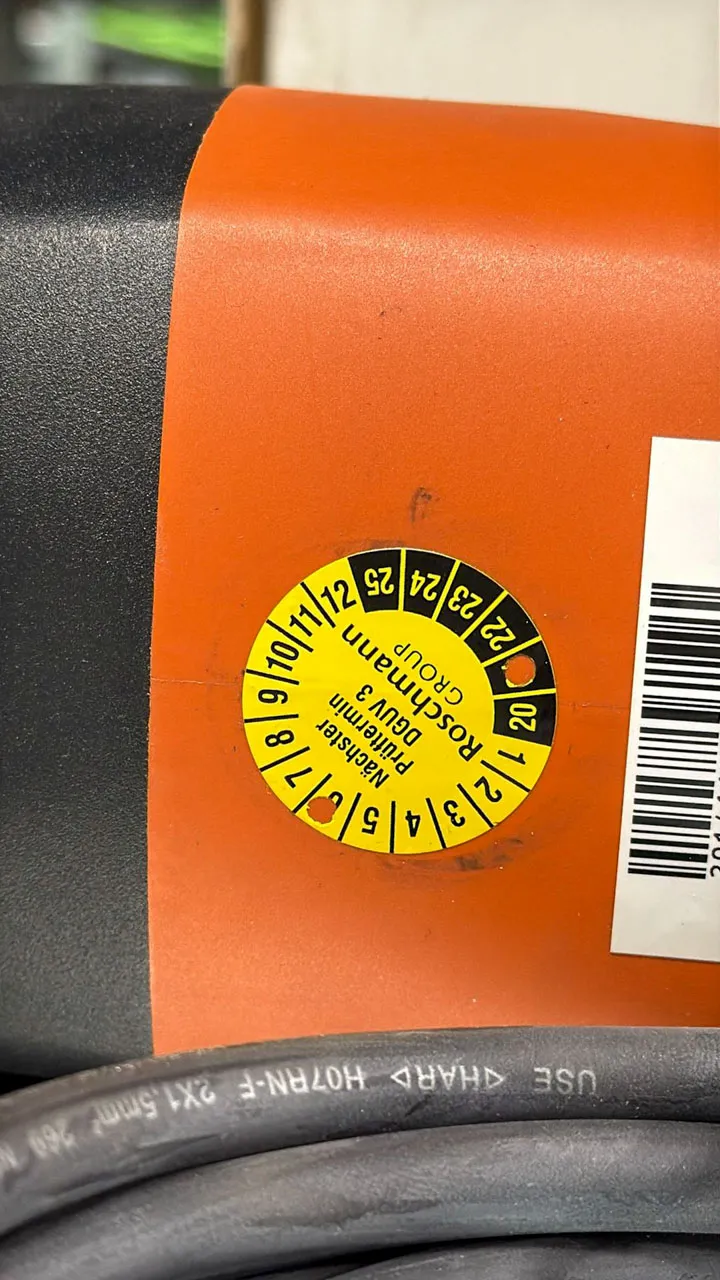 20 22 23 24 25
1 2 3 4 5 7 8 9 10 11 12
Nächster
Prüftermin
DGUV 3
Roschmann
GROUP
USE ◁HAR▷ H07RN-F 2X1,5mm²